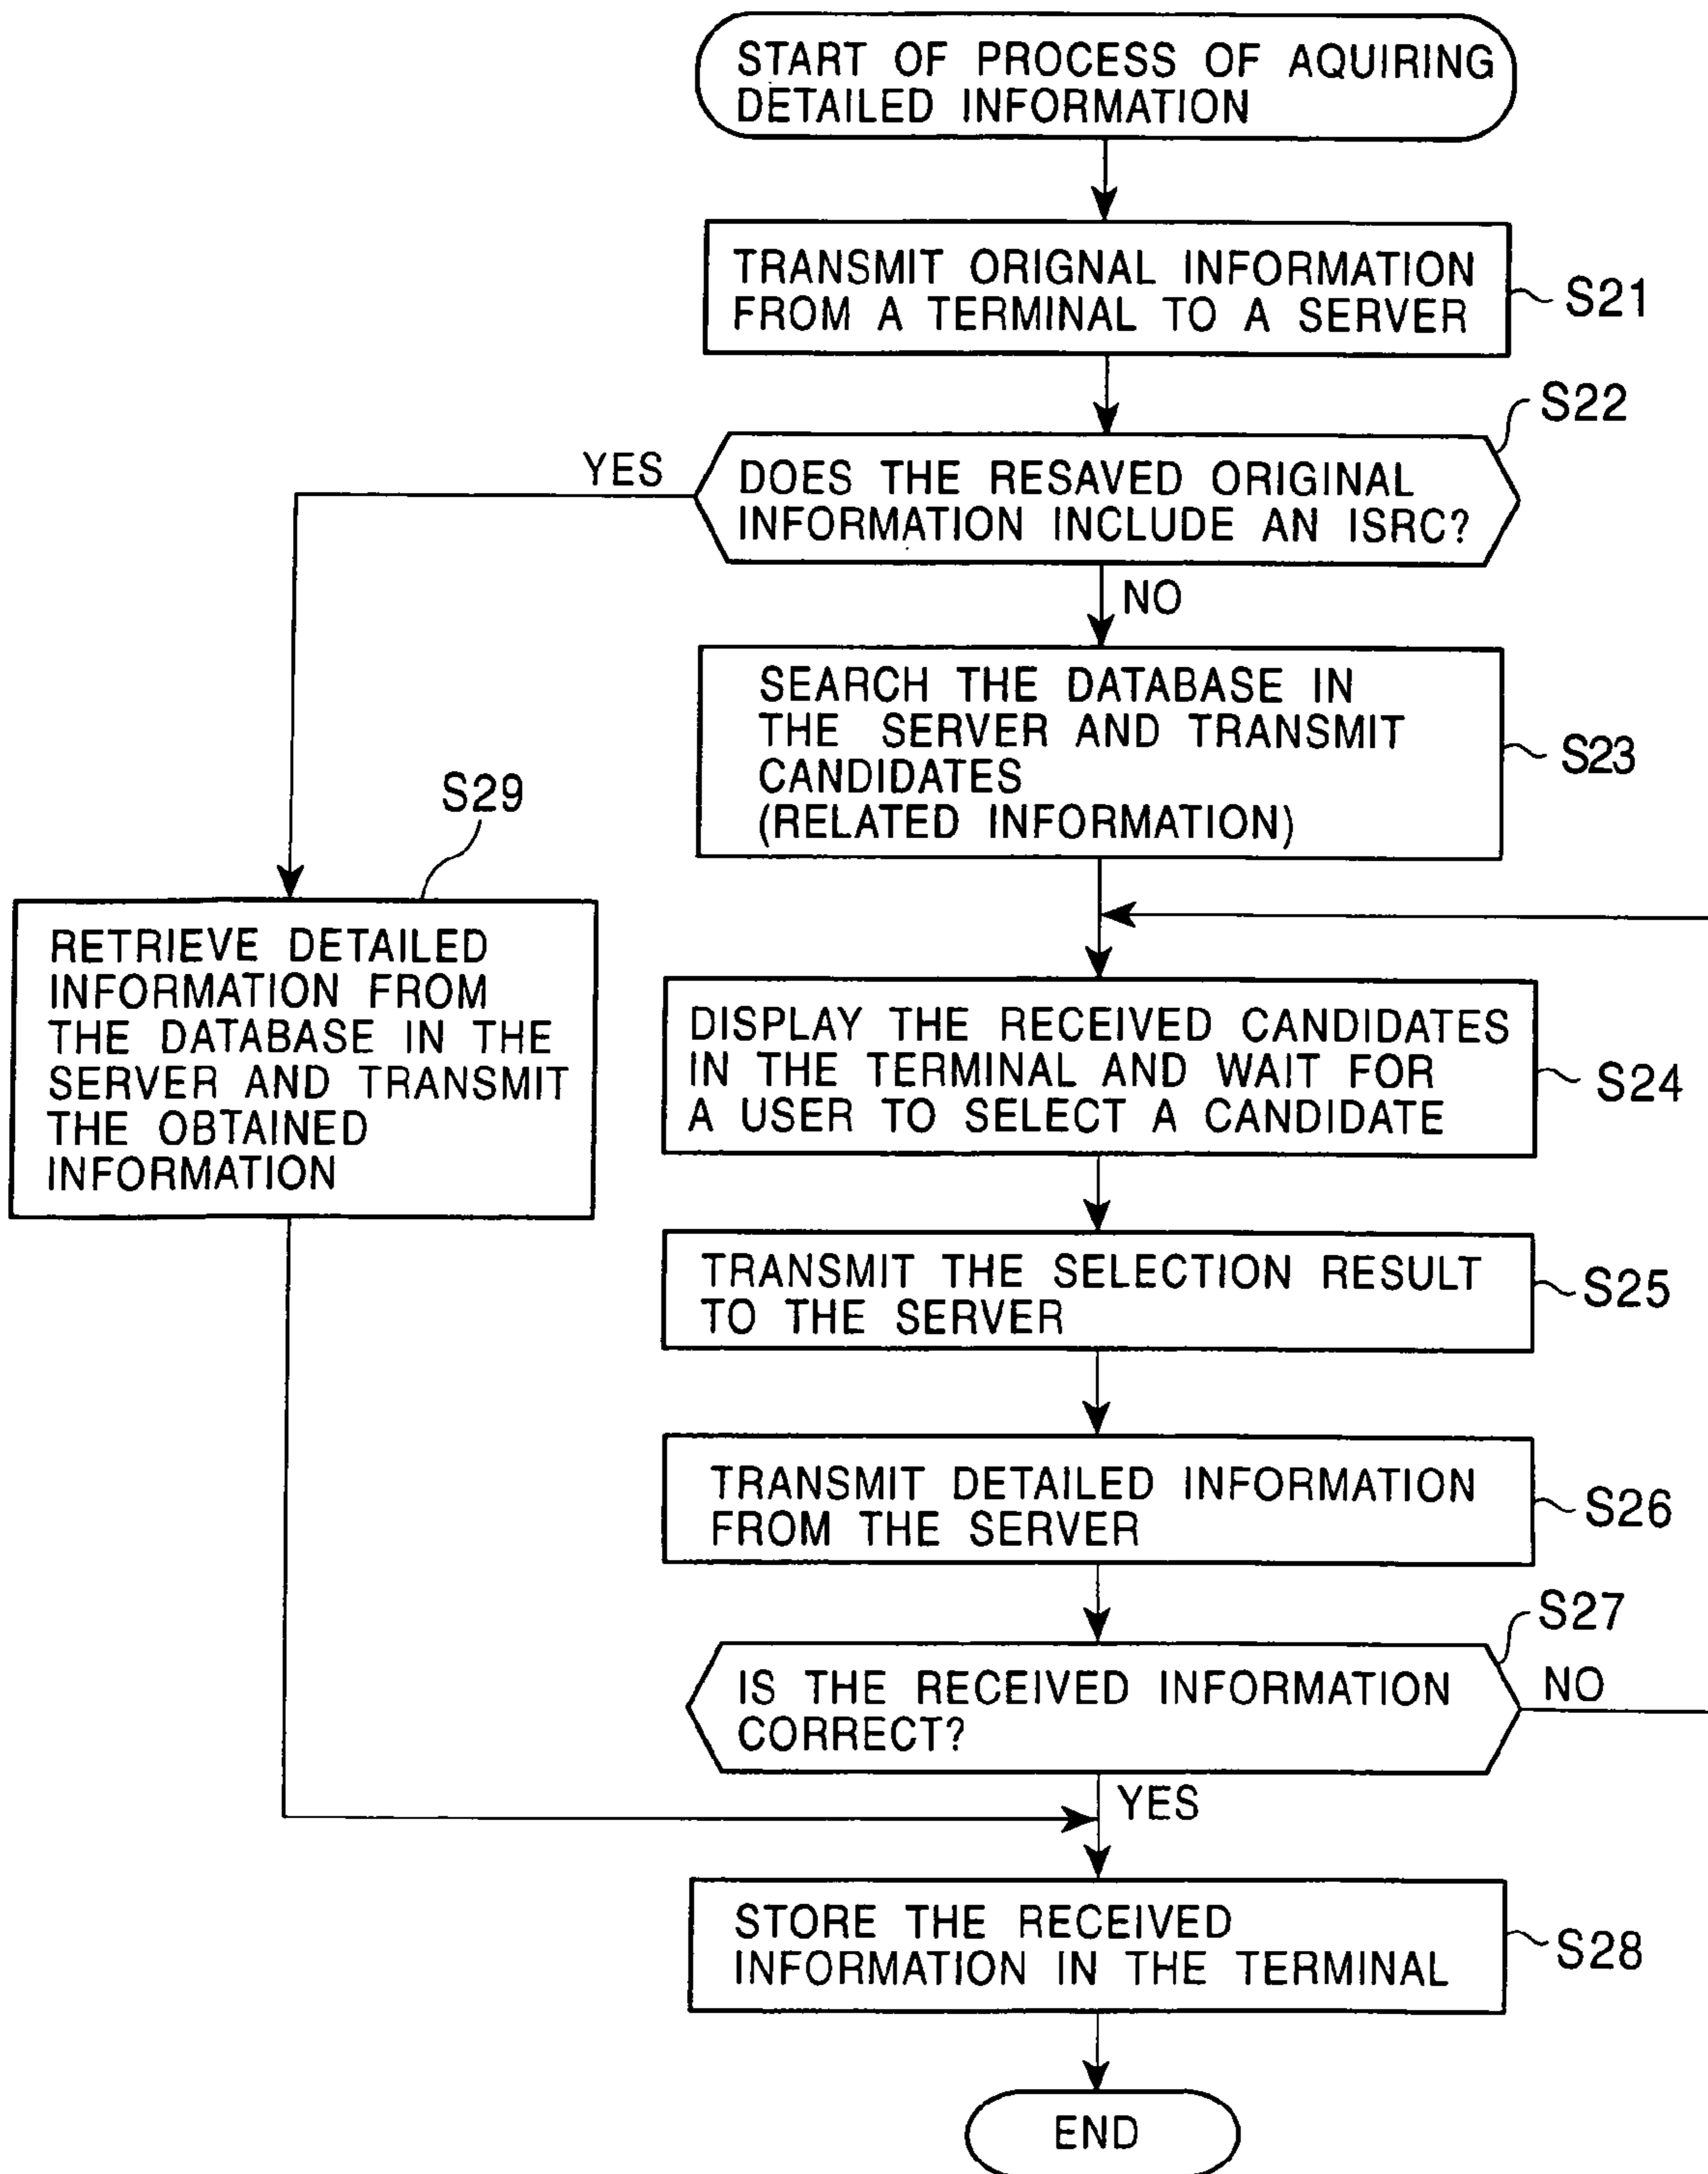 START OF PROCESS OF AQUIRING
DETAILED INFORMATION
TRANSMIT ORIGNAL INFORMATION
FROM A TERMINAL TO A SERVER
S21
S22
YES
DOES THE RESAVED ORIGINAL
INFORMATION INCLUDE AN ISRC?
NO
SEARCH THE DATABASE IN
THE SERVER AND TRANSMIT
CANDIDATES
(RELATED INFORMATION)
S23
S29
RETRIEVE DETAILED
INFORMATION FROM
THE DATABASE IN THE
SERVER AND TRANSMIT
THE OBTAINED
INFORMATION
DISPLAY THE RECEIVED CANDIDATES
IN THE TERMINAL AND WAIT FOR
A USER TO SELECT A CANDIDATE
S24
TRANSMIT THE SELECTION RESULT
TO THE SERVER
S25
TRANSMIT DETAILED INFORMATION
FROM THE SERVER
S26
S27
IS THE RECEIVED INFORMATION
CORRECT?
NO
YES
STORE THE RECEIVED
INFORMATION IN THE TERMINAL
S28
END